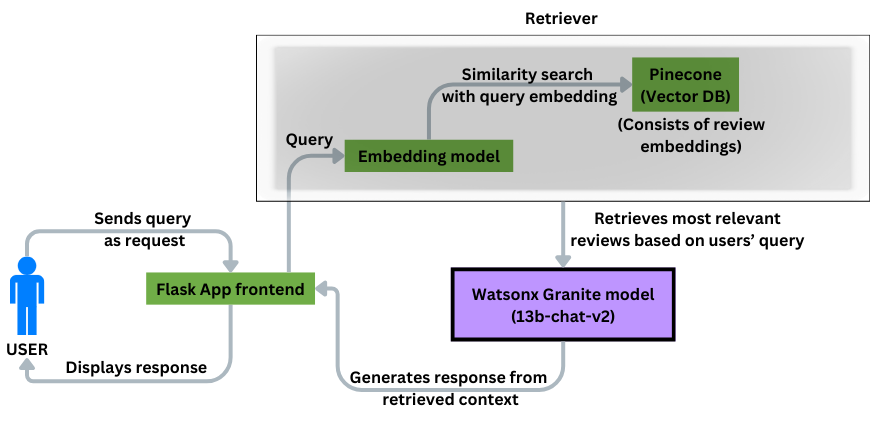 Retriever
Similarity search
with query embedding
Pinecone
(Vector DB)
(Consists of review
embeddings)
Query
Embedding model
Sends query
as request
Retrieves most relevant
reviews based on users’ query
Flask App frontend
Watsonx Granite model
(13b-chat-v2)
USER
Displays response
Generates response from
retrieved context